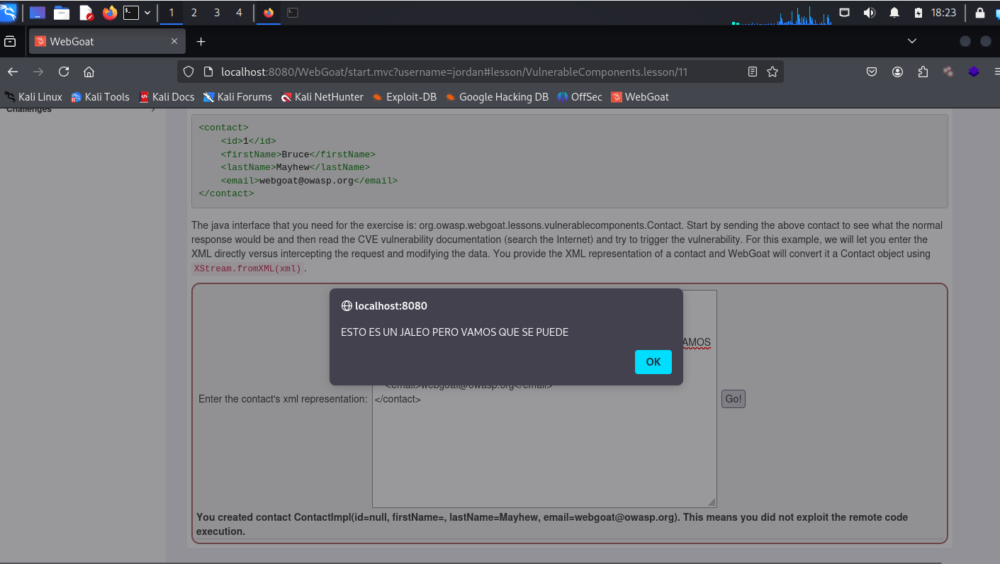 1 2 3 4 18:23
WebGoat
localhost:8080/WebGoat/start.mvc?username=jordan#lesson/VulnerableComponents.lesson/11
Kali Linux Kali Tools Kali Docs Kali Forums Kali NetHunter Exploit-DB Google Hacking DB OffSec WebGoat
Challenges
<contact>
<id>1</id>
<firstName>Bruce</firstName>
<lastName>Mayhew</lastName>
<email>webgoat@owasp.org</email>
</contact>
The java interface that you need for the exercise is: org.owasp.webgoat.lessons.vulnerablecomponents.Contact. Start by sending the above contact to see what the normal
response would be and then read the CVE vulnerability documentation (search the Internet) and try to trigger the vulnerability. For this example, we will let you enter the
XML directly versus intercepting the request and modifying the data. You provide the XML representation of a contact and WebGoat will convert it a Contact object using
XStream.fromXML(xml).
localhost:8080
ESTO ES UN JALEO PERO VAMOS QUE SE PUEDE
AMOS
OK
<email>webgoat@owasp.org</email>
Enter the contact's xml representation: </contact> Go!
You created contact ContactImpl(id=null, firstName=, lastName=Mayhew, email=webgoat@owasp.org). This means you did not exploit the remote code
execution.